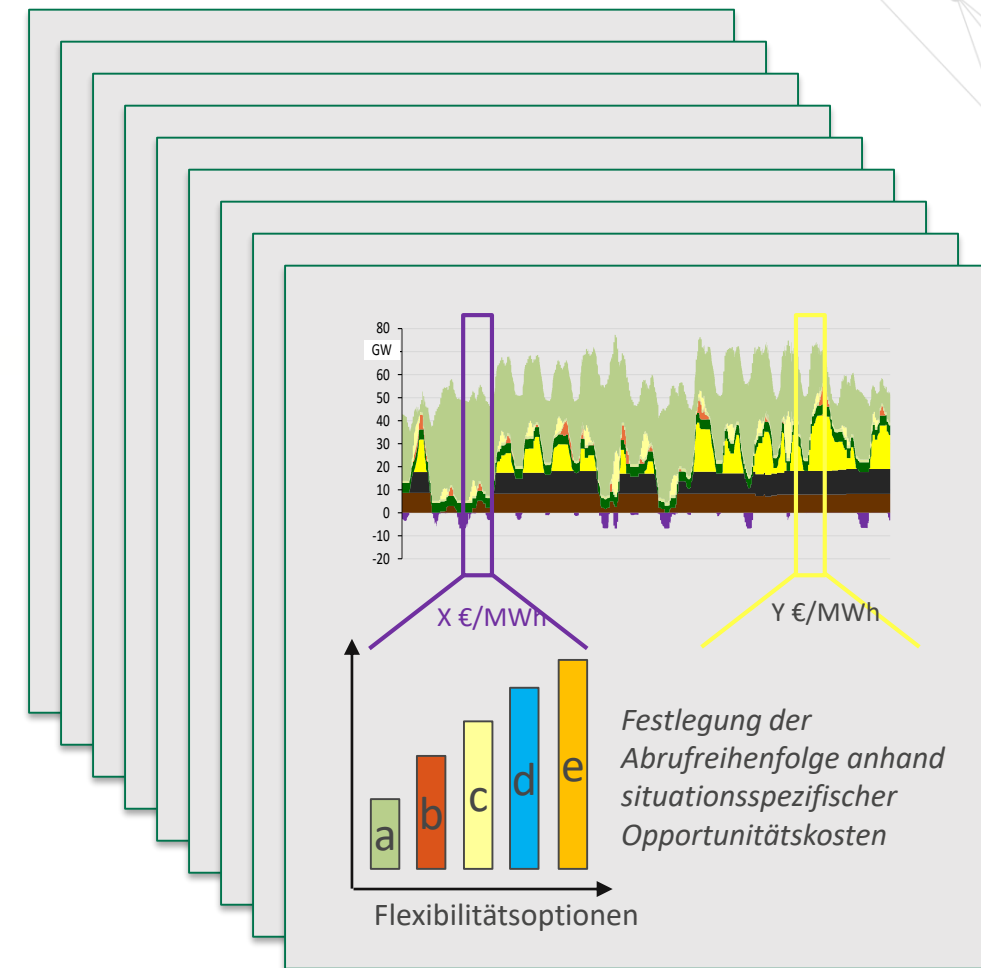 80
GW
60
50
40
30
20
10
0
-10
-20
X €/MWh
Y €/MWh
a
b
c
d
e
Festlegung der
Abrufreihenfolge anhand
situationsspezifischer
Opportunitätskosten
Flexibilitätsoptionen